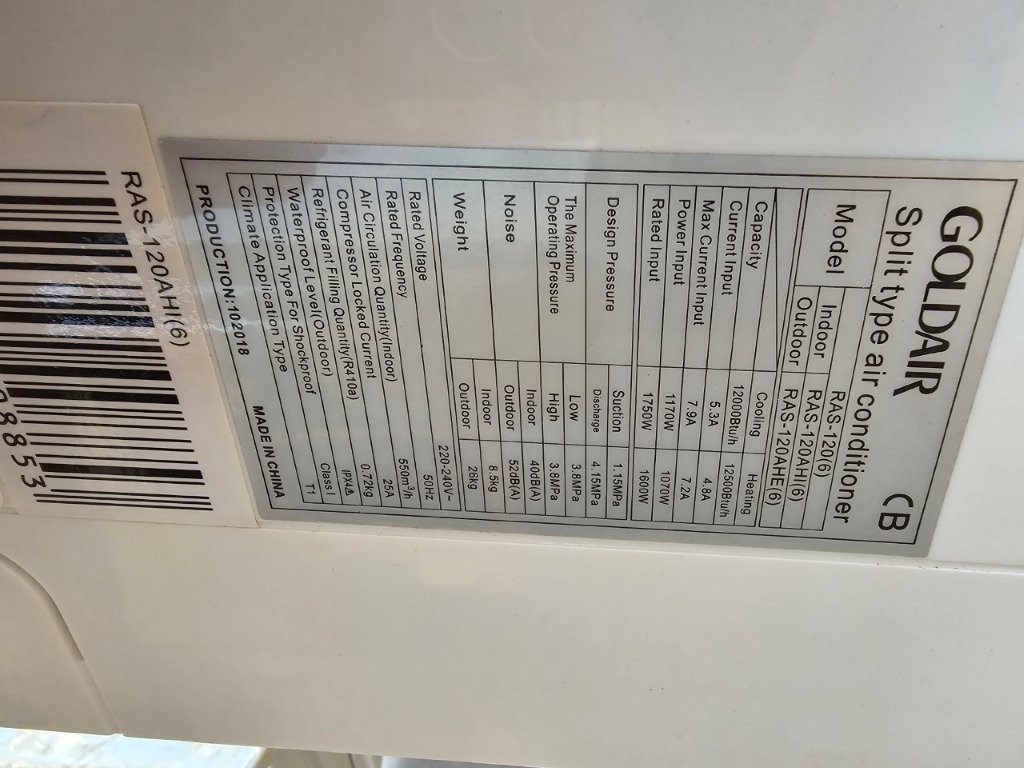 GOLDAIR
CB
Split type air conditioner
Model RAS-120(6)
Indoor RAS-120AHI(6)
Outdoor RAS-120AHE(6)
Capacity Cooling Heating
12000Btu/h 12500Btu/h
Current Input 5.3A 4.8A
Max Current Input 7.9A 7.2A
Power Input 1170W 1070W
Rated Input 1750W 1600W
Design Pressure Suction 1.15MPa
Discharge 4.15MPa
The Maximum Operating Pressure Low 3.8MPa
High 3.8MPa
Noise Indoor 40dB(A)
Outdoor 52dB(A)
Weight Indoor 8.5kg
Outdoor 26kg
Rated Voltage 220-240V~
Rated Frequency 50Hz
Air Circulation Quantity(Indoor) 550m³/h
Compressor Locked Current 25A
Refrigerant Filling Quantity(R410a) 0.72kg
Waterproof Level(Outdoor) IPX4
Protection Type For Shockproof Class I
Climate Application Type T1
PRODUCTION:102018 MADE IN CHINA
RAS-120AHI(6)
8853